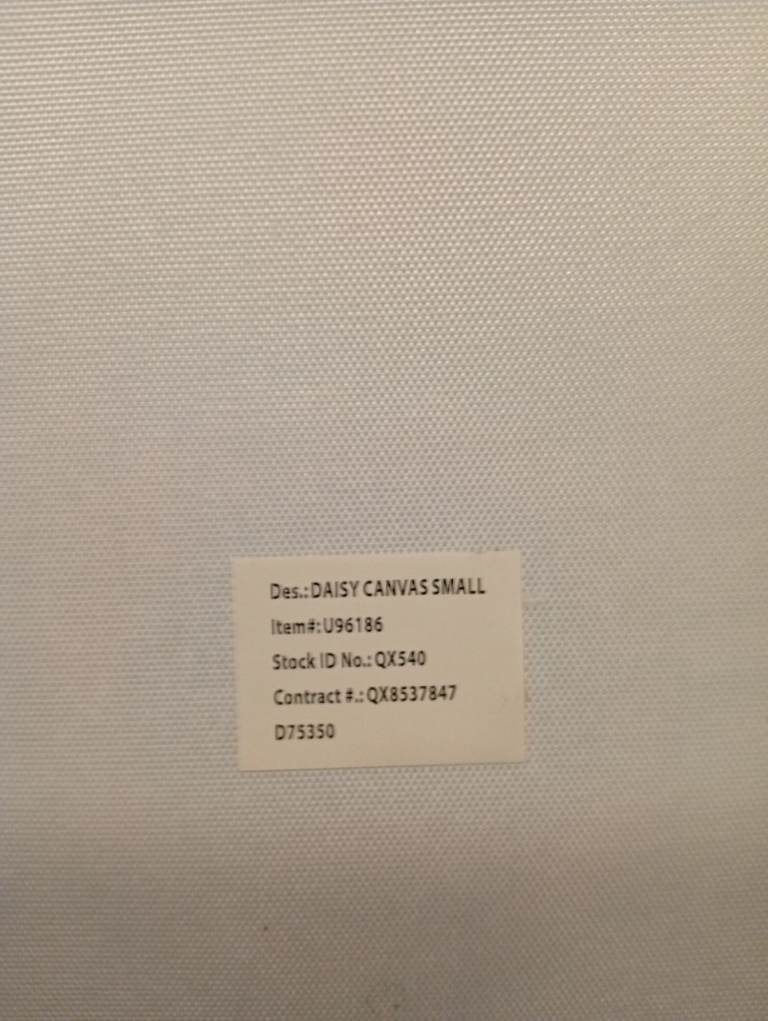 Des.: DAISY CANVAS SMALL
Item#: U96186
Stock ID No.: QX540
Contract #.: QX8537847
D75350